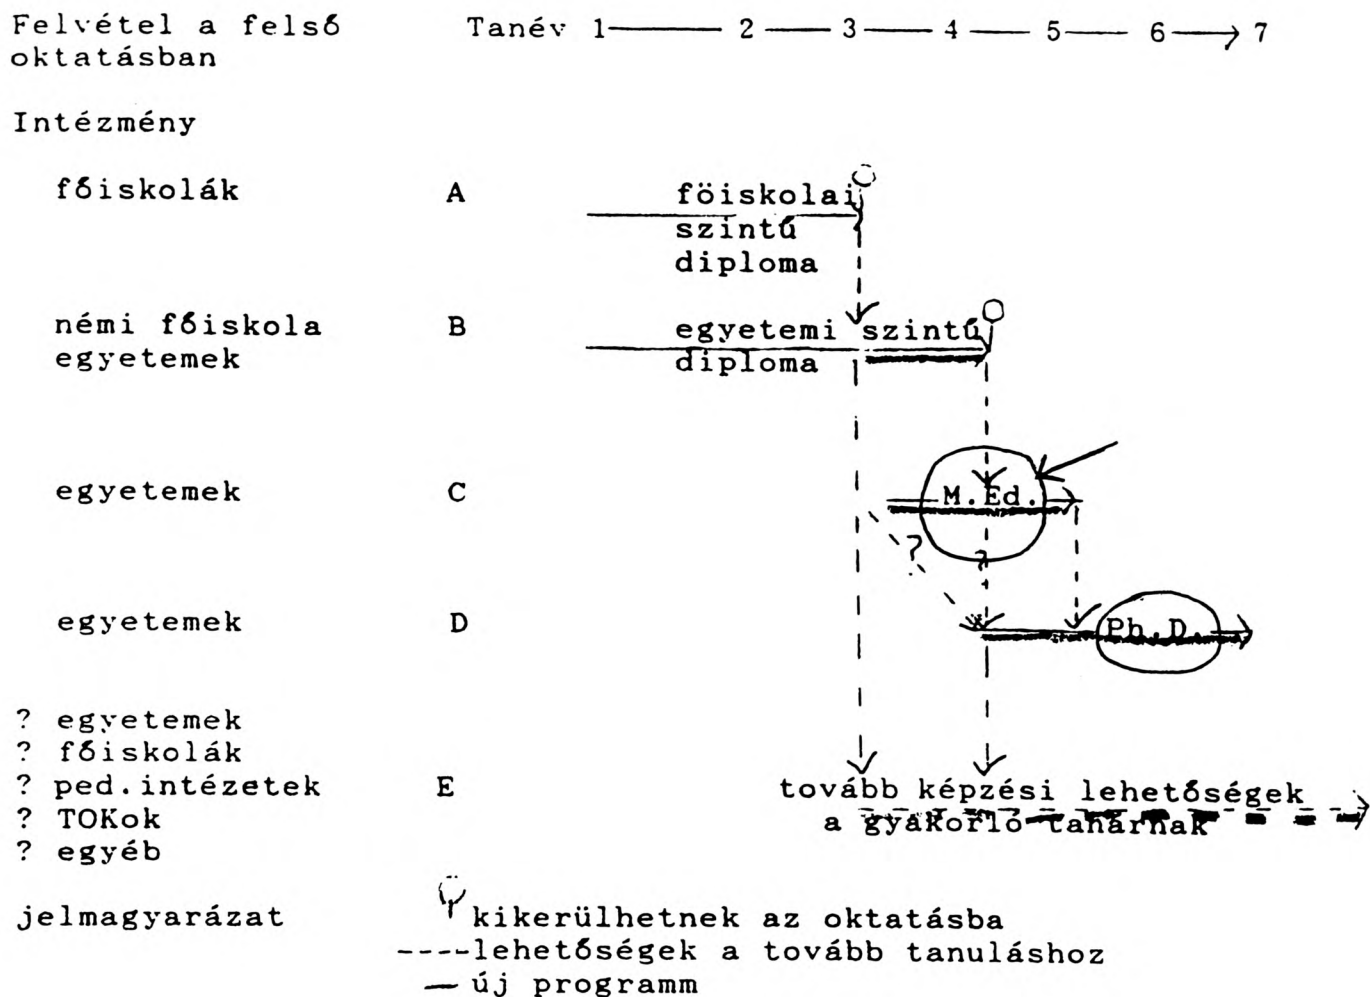 Felvétel a felső Tanév 1 2 3 4 5 6 7
oktatásban
Intézmény
főiskolák A föiskolai
szintű
diploma
némi főiskola B egyetemi szintű
egyetemek diploma
egyetemek C M.Ed.
? ?
egyetemek D Ph.D.
? egyetemek
? főiskolák
? ped.intézetek E tovább képzési lehetőségek
? TOKok a gyakorló tanárnak
? egyéb
jelmagyarázat kikerülhetnek az oktatásba
----lehetőségek a tovább tanuláshoz
— új programm